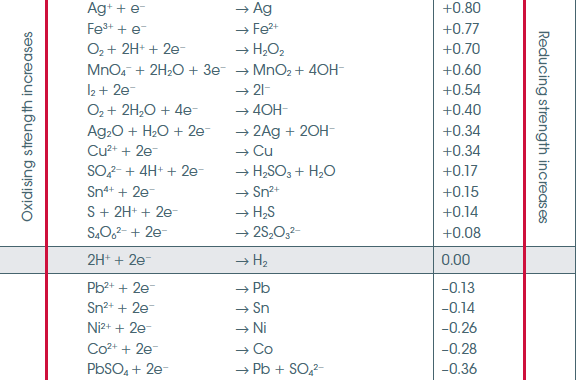 Oxidising strength increases
Ag⁺ + e⁻ → Ag +0.80
Fe³⁺ + e⁻ → Fe²⁺ +0.77
O₂ + 2H⁺ + 2e⁻ → H₂O₂ +0.70
MnO₄⁻ + 2H₂O + 3e⁻ → MnO₂ + 4OH⁻ +0.60
I₂ + 2e⁻ → 2I⁻ +0.54
O₂ + 2H₂O + 4e⁻ → 4OH⁻ +0.40
Ag₂O + H₂O + 2e⁻ → 2Ag + 2OH⁻ +0.34
Cu²⁺ + 2e⁻ → Cu +0.34
SO₄²⁻ + 4H⁺ + 2e⁻ → H₂SO₃ + H₂O +0.17
Sn⁴⁺ + 2e⁻ → Sn²⁺ +0.15
S + 2H⁺ + 2e⁻ → H₂S +0.14
S₄O₆²⁻ + 2e⁻ → 2S₂O₃²⁻ +0.08
2H⁺ + 2e⁻ → H₂ 0.00
Pb²⁺ + 2e⁻ → Pb −0.13
Sn²⁺ + 2e⁻ → Sn −0.14
Ni²⁺ + 2e⁻ → Ni −0.26
Co²⁺ + 2e⁻ → Co −0.28
PbSO₄ + 2e⁻ → Pb + SO₄²⁻ −0.36
Reducing strength increases